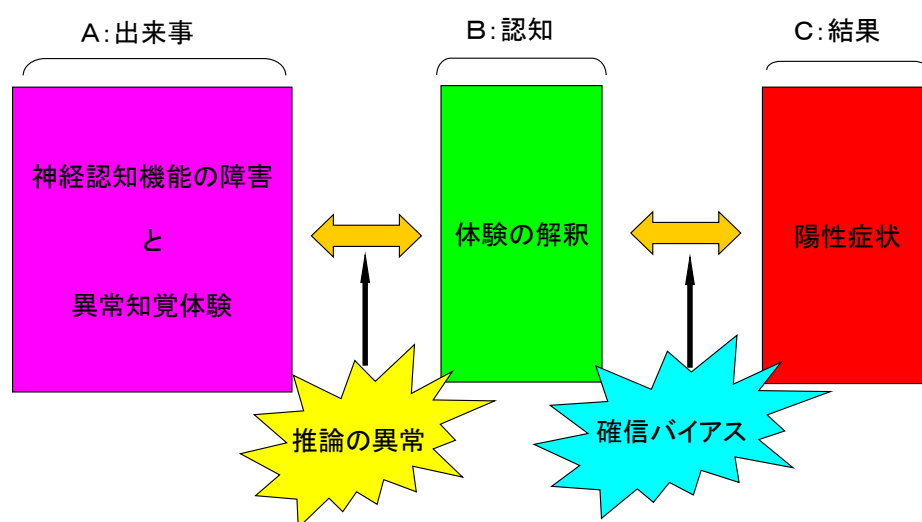 A:出来事
B:認知
C:結果
神経認知機能の障害
と
異常知覚体験
体験の解釈
陽性症状
推論の異常
確信バイアス